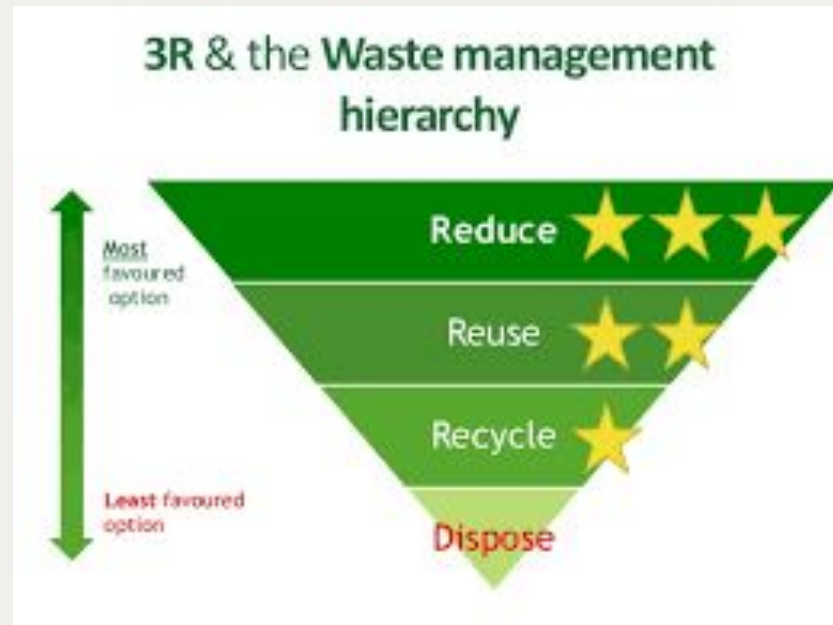 3R & the Waste management
hierarchy
Most
favoured
option
Reduce
Reuse
Recycle
Least favoured
option
Dispose